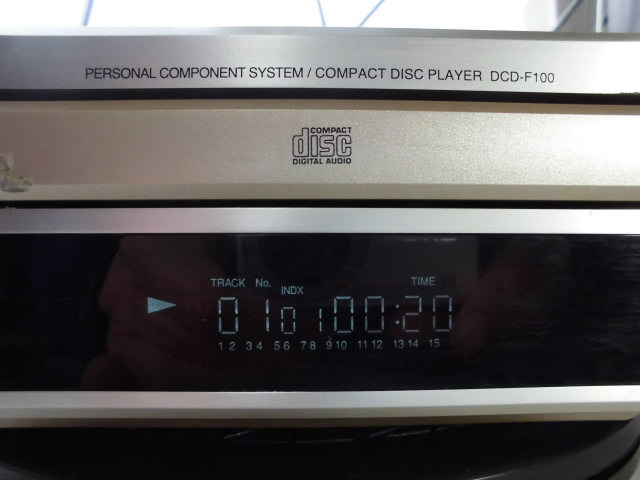 PERSONAL COMPONENT SYSTEM / COMPACT DISC PLAYER DCD-F100
COMPACT
disc
DIGITAL AUDIO
TRACK No. INDX TIME
01 01 00:20
1 2 3 4 5 6 7 8 9 10 11 12 13 14 15